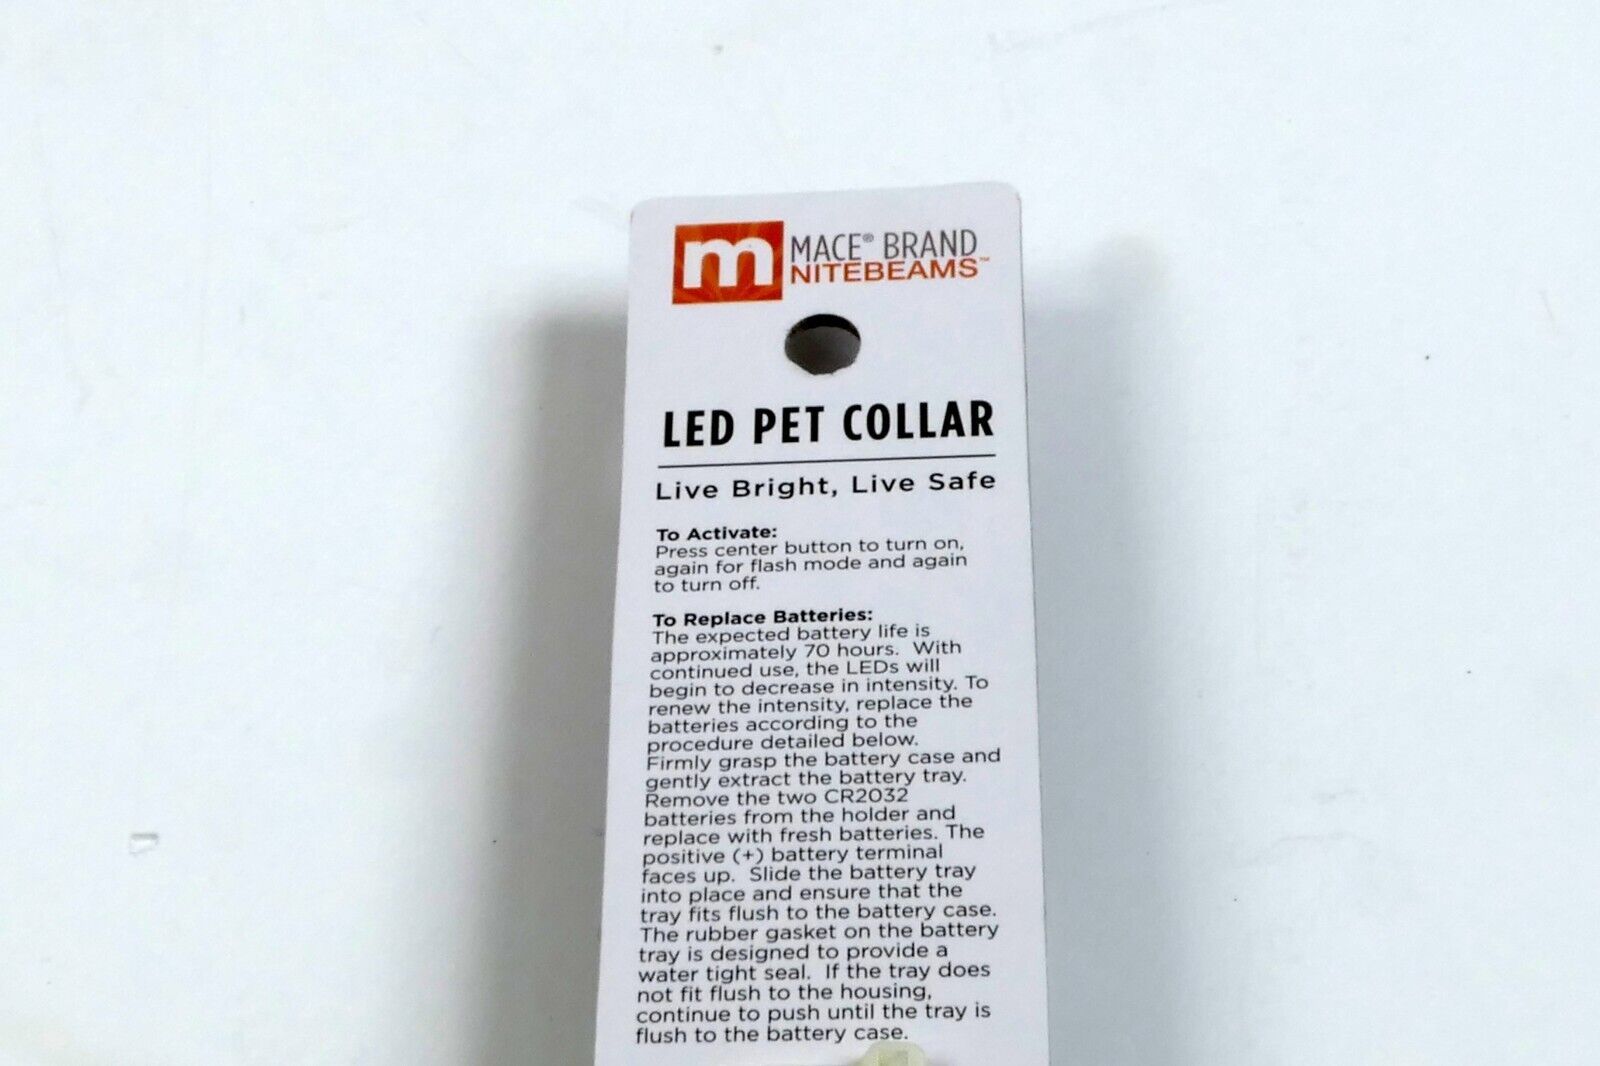 m MACE® BRAND
NITEBEAMS™
LED PET COLLAR
Live Bright, Live Safe
To Activate:
Press center button to turn on,
again for flash mode and again
to turn off.
To Replace Batteries:
The expected battery life is
approximately 70 hours. With
continued use, the LEDs will
begin to decrease in intensity. To
renew the intensity, replace the
batteries according to the
procedure detailed below.
Firmly grasp the battery case and
gently extract the battery tray.
Remove the two CR2032
batteries from the holder and
replace with fresh batteries. The
positive (+) battery terminal
faces up. Slide the battery tray
into place and ensure that the
tray fits flush to the battery case.
The rubber gasket on the battery
tray is designed to provide a
water tight seal. If the tray does
not fit flush to the housing,
continue to push until the tray is
flush to the battery case.